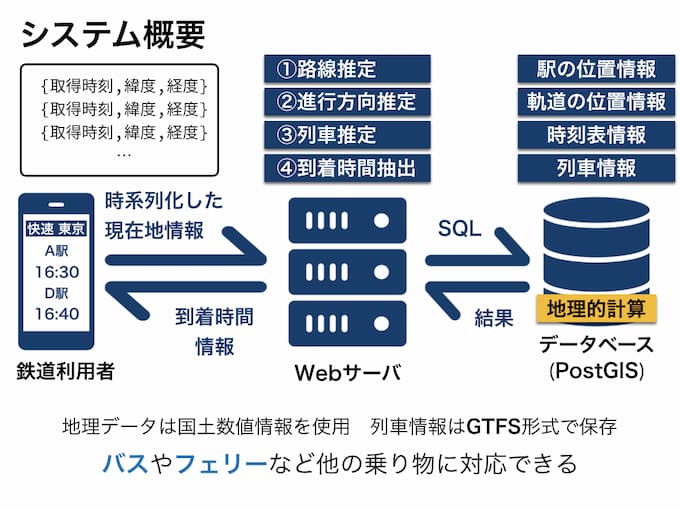 システム概要
{取得時刻,緯度,経度}
{取得時刻,緯度,経度}
{取得時刻,緯度,経度}
…
①路線推定
②進行方向推定
③列車推定
④到着時間抽出
駅の位置情報
軌道の位置情報
時刻表情報
列車情報
快速 東京
A駅
16:30
D駅
16:40
鉄道利用者
時系列化した
現在地情報
到着時間
情報
Webサーバ
SQL
結果
地理的計算
データベース
(PostGIS)
地理データは国土数値情報を使用 列車情報はGTFS形式で保存
バスやフェリーなど他の乗り物に対応できる